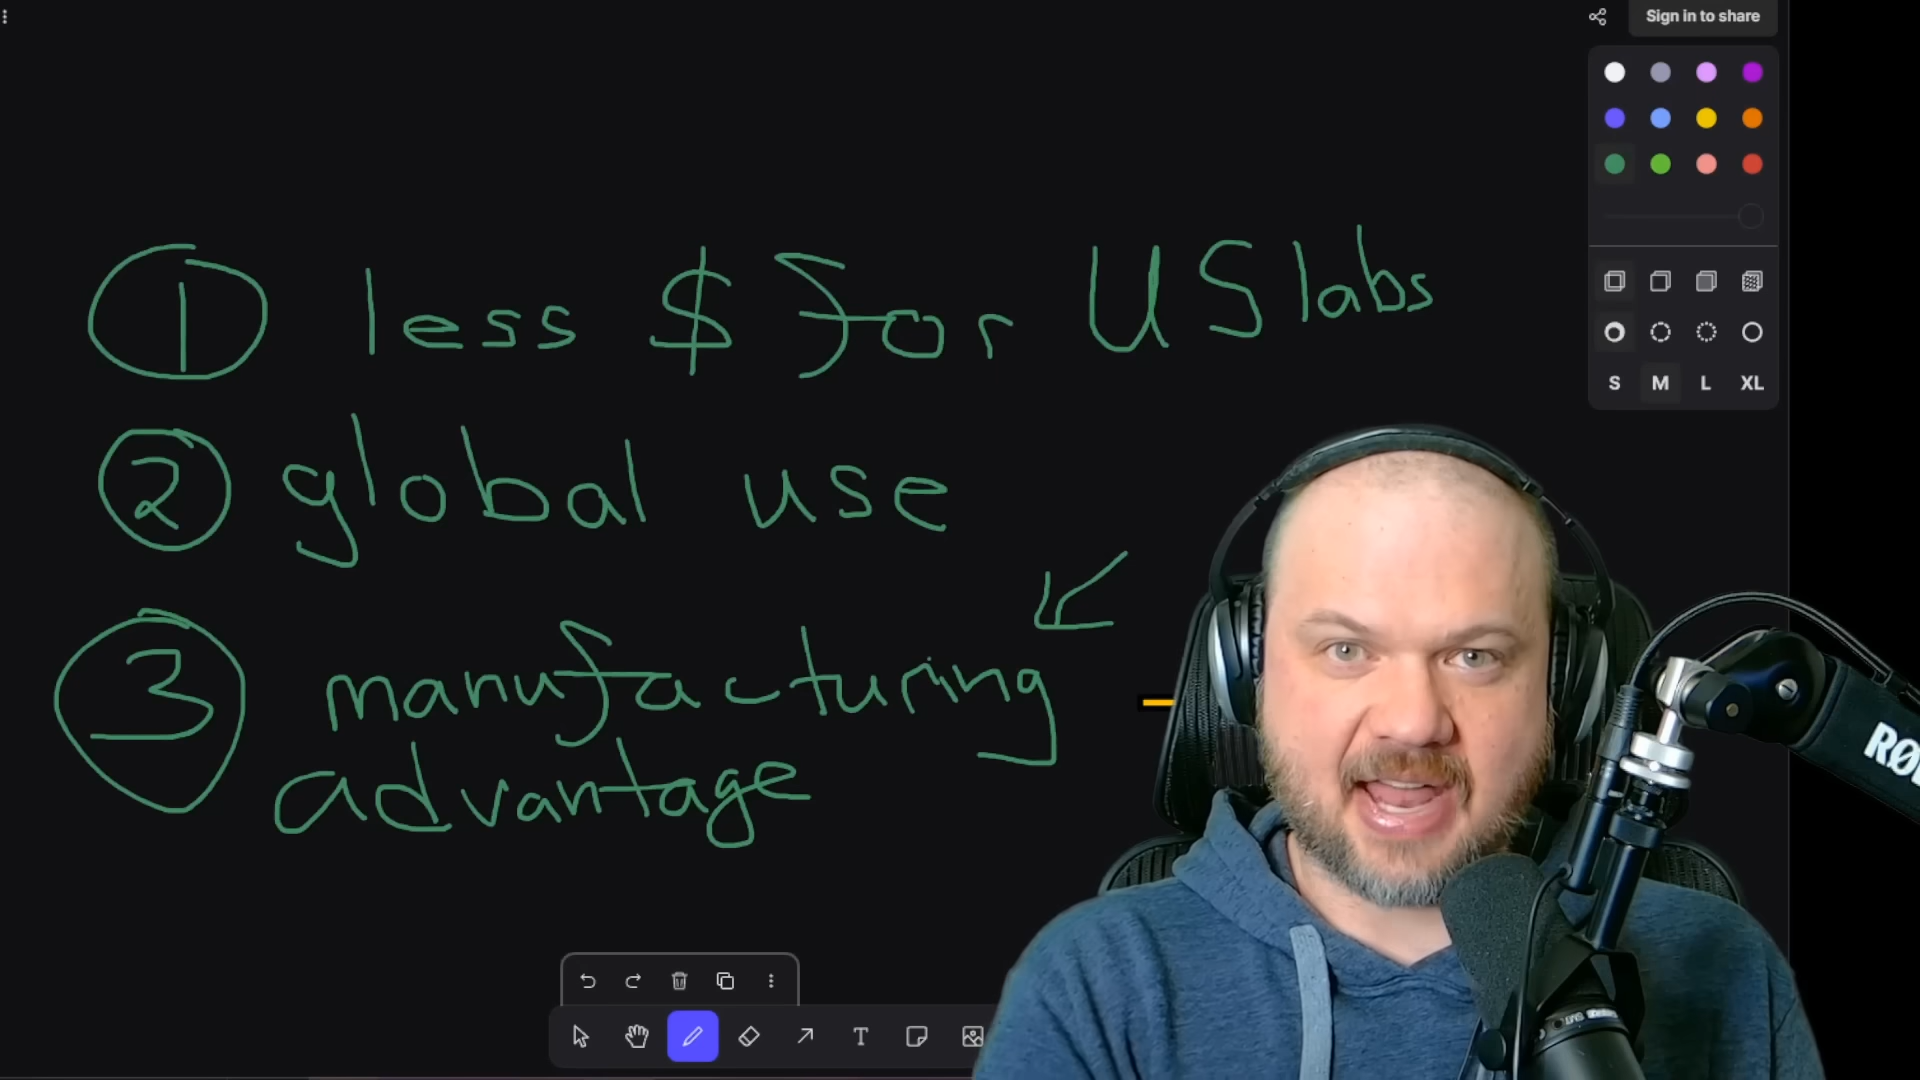 Sign in to share
1 less $ for US labs
2 global use
3 manufacturing
advantage
S M L XL
T